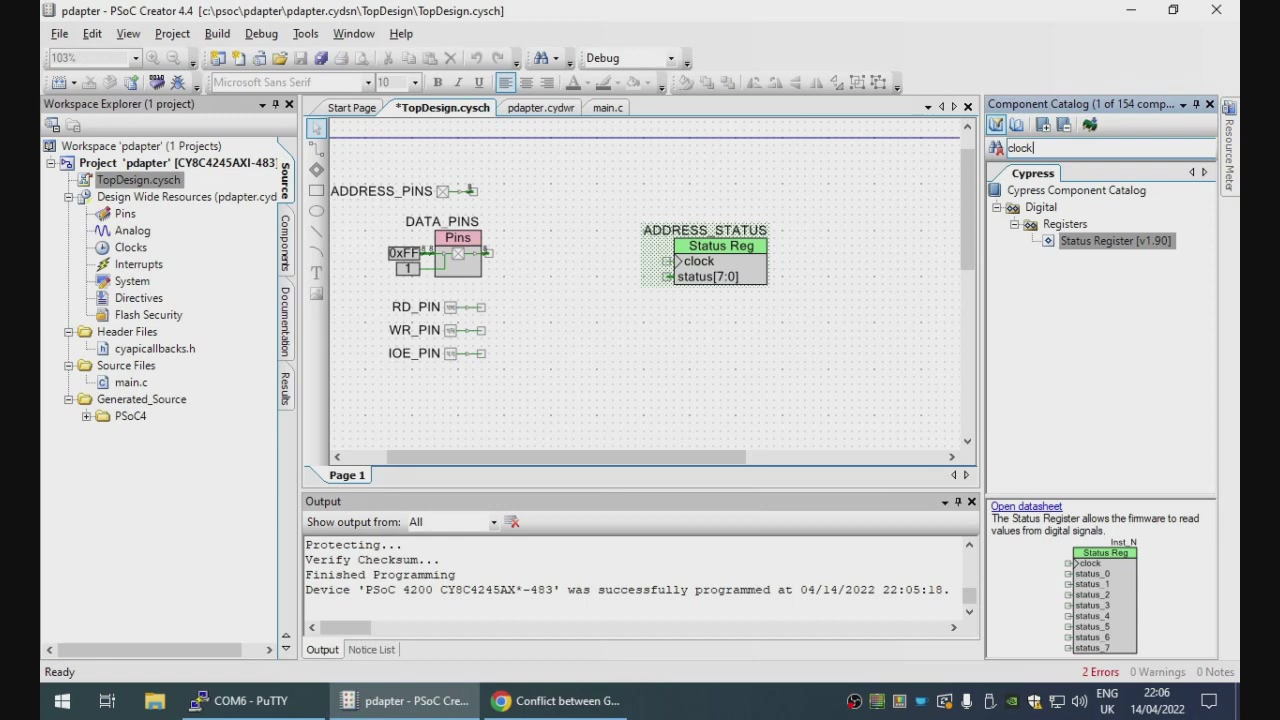 pdapter - PSoC Creator 4.4 [c:\psoc\pdapter\pdapter.cydsn\TopDesign\TopDesign.cysch]
File Edit View Project Build Debug Tools Window Help
103% Debug
Microsoft Sans Serif 10 B I U
Workspace Explorer (1 project)
Workspace 'pdapter' (1 Projects)
Project 'pdapter' [CY8C4245AXI-483]
TopDesign.cysch
Design Wide Resources (pdapter.cyd
Pins
Analog
Clocks
Interrupts
System
Directives
Flash Security
Header Files
cyapicallbacks.h
Source Files
main.c
Generated_Source
PSoC4
Source
Components
Documentation
Results
Start Page *TopDesign.cysch pdapter.cydwr main.c
ADDRESS_PINS
DATA_PINS
Pins
0xFF 8 8 8
1
RD_PIN
WR_PIN
IOE_PIN
ADDRESS_STATUS
Status Reg
clock
status[7:0]
Page 1
Output
Show output from: All
Protecting...
Verify Checksum...
Finished Programming
Device 'PSoC 4200 CY8C4245AX*-483' was successfully programmed at 04/14/2022 22:05:18.
Output Notice List
Component Catalog (1 of 154 comp...
clock
Cypress
Cypress Component Catalog
Digital
Registers
Status Register [v1.90]
Open datasheet
The Status Register allows the firmware to read
values from digital signals.
Inst_N
Status Reg
clock
status_0
status_1
status_2
status_3
status_4
status_5
status_6
status_7
Resource Meter
Ready 2 Errors 0 Warnings 0 Notes
COM6 - PuTTY pdapter - PSoC Cre... Conflict between G...
ENG
UK
22:06
14/04/2022